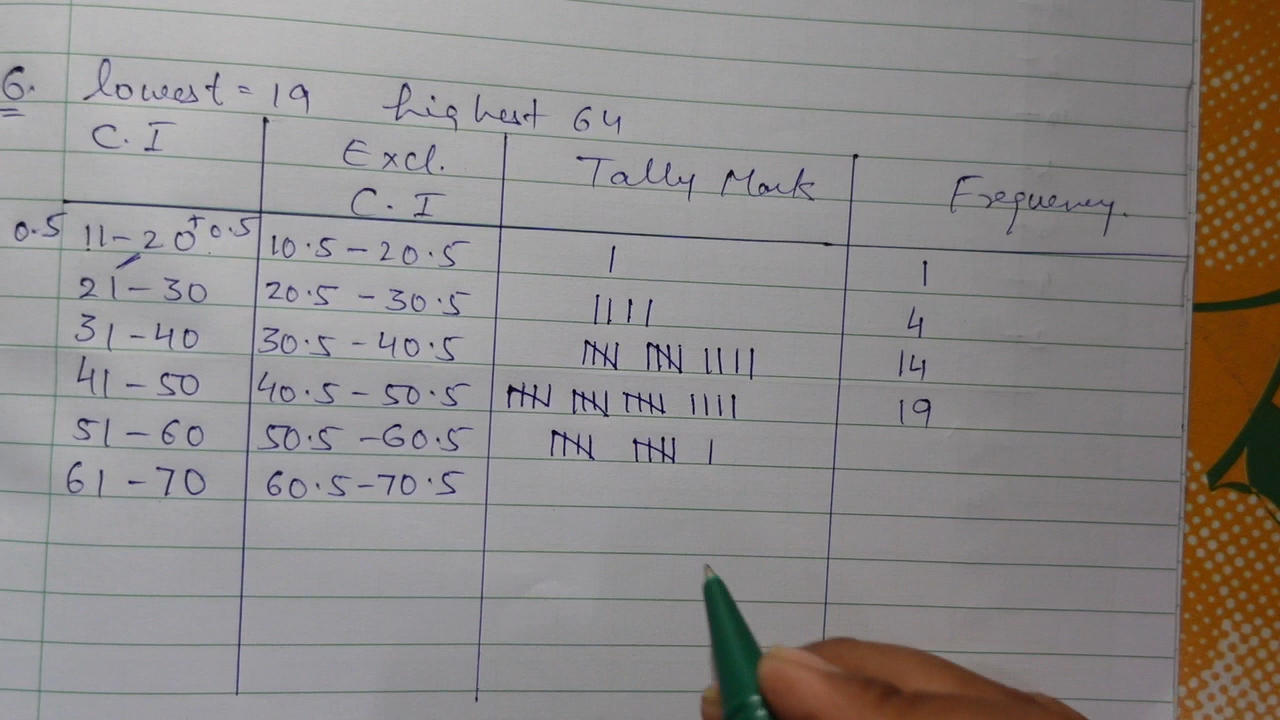 6. lowest = 19 highest 64
C.I Excl. C.I Tally Mark Frequency.
0.5 11-20 +0.5 10.5-20.5 | 1
21-30 20.5-30.5 |||| 4
31-40 30.5-40.5 𝍸 𝍸 |||| 14
41-50 40.5-50.5 𝍸 𝍸 𝍸 |||| 19
51-60 50.5-60.5 𝍸 𝍸 |
61-70 60.5-70.5